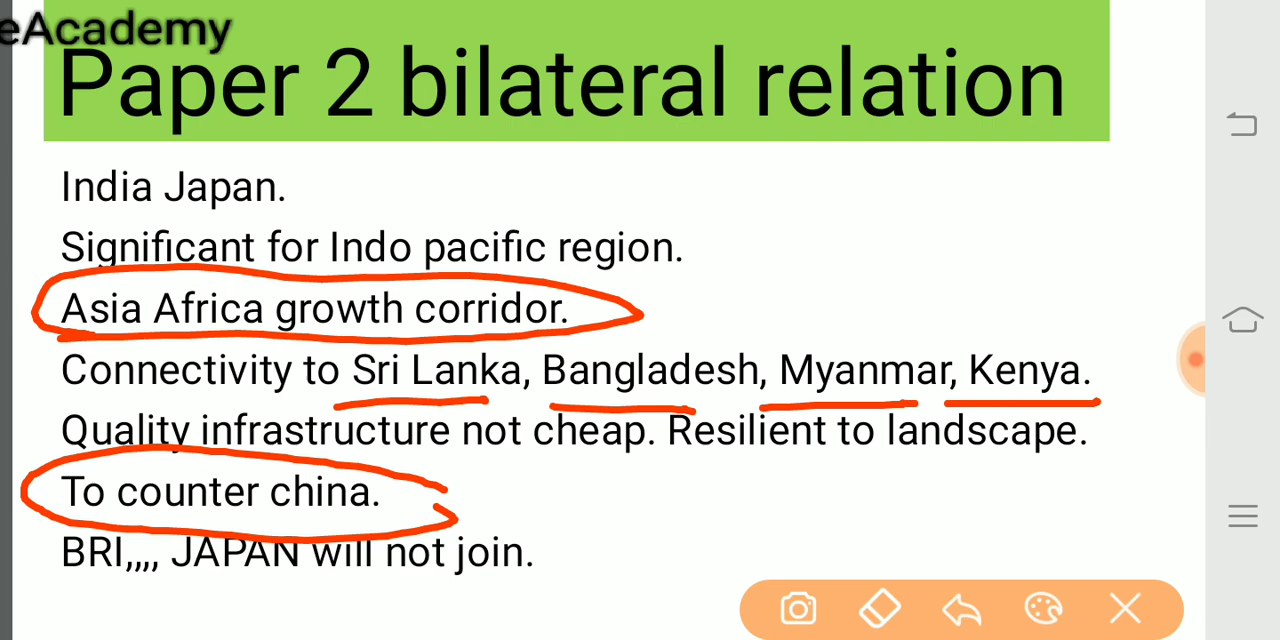 eAcademy
Paper 2 bilateral relation
India Japan.
Significant for Indo pacific region.
Asia Africa growth corridor.
Connectivity to Sri Lanka, Bangladesh, Myanmar, Kenya.
Quality infrastructure not cheap. Resilient to landscape.
To counter china.
BRI,,,, JAPAN will not join.